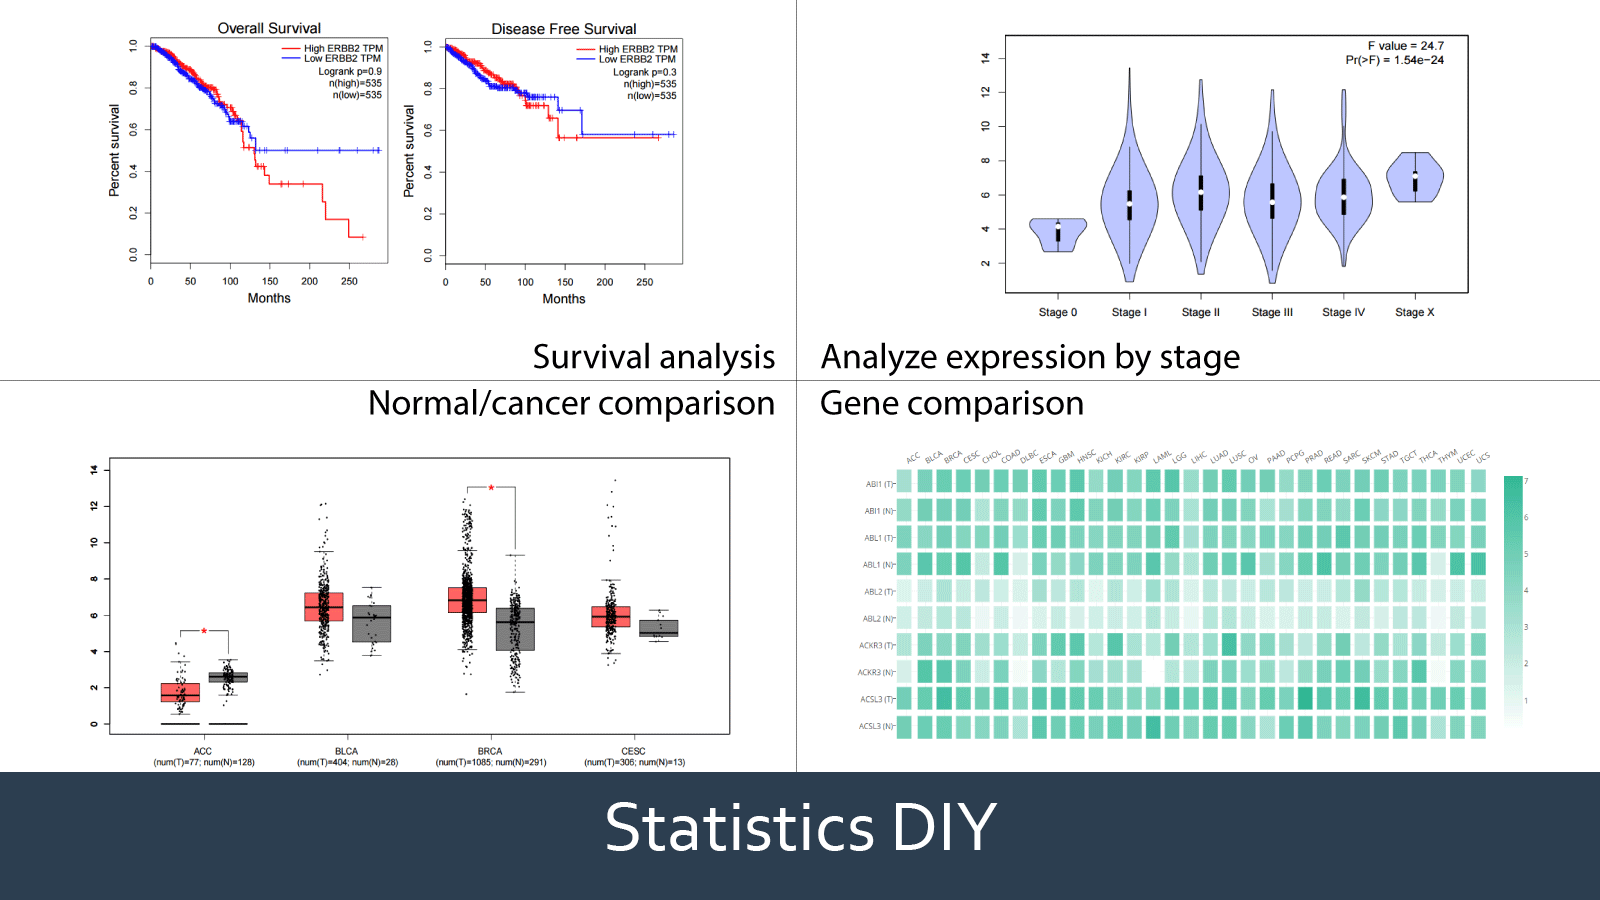 Overall Survival
1.0
0.8
0.6
0.4
0.2
0.0
Percent survival
High ERBB2 TPM
Low ERBB2 TPM
Logrank p=0.9
n(high)=535
n(low)=535
0 50 100 150 200 250
Months
Disease Free Survival
1.0
0.8
0.6
0.4
0.2
0.0
Percent survival
High ERBB2 TPM
Low ERBB2 TPM
Logrank p=0.3
n(high)=535
n(low)=535
0 50 100 150 200 250
Months
Survival analysis
F value = 24.7
Pr(>F) = 1.54e−24
14
12
10
8
6
4
2
Stage 0 Stage I Stage II Stage III Stage IV Stage X
Analyze expression by stage
Normal/cancer comparison
14
12
10
8
6
4
2
0
*
*
ACC BLCA BRCA CESC
(num(T)=77; num(N)=128) (num(T)=404; num(N)=28) (num(T)=1085; num(N)=291) (num(T)=306; num(N)=13)
Gene comparison
ACC BLCA BRCA CESC CHOL COAD DLBC ESCA GBM HNSC KICH KIRC KIRP LAML LGG LIHC LUAD LUSC OV PAAD PCPG PRAD READ SARC SKCM STAD TGCT THCA THYM UCEC UCS
ABI1 (T)
ABI1 (N)
ABL1 (T)
ABL1 (N)
ABL2 (T)
ABL2 (N)
ACKR3 (T)
ACKR3 (N)
ACSL3 (T)
ACSL3 (N)
7
6
5
4
3
2
1
Statistics DIY